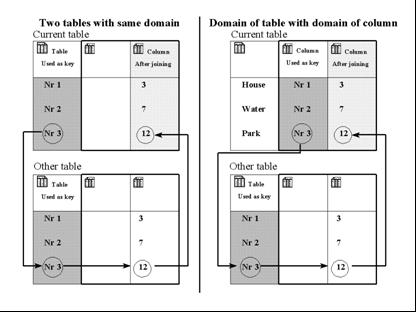 Two tables with same domain
Current table
Table Column
Used as key After joining
Nr 1 3
Nr 2 7
Nr 3 12
Other table
Table
Used as key
Nr 1 3
Nr 2 7
Nr 3 12
Domain of table with domain of column
Current table
Column Column
Used as key After joining
House Nr 1 3
Water Nr 2 7
Park Nr 3 12
Other table
Table
Used as key
Nr 1 3
Nr 2 7
Nr 3 12